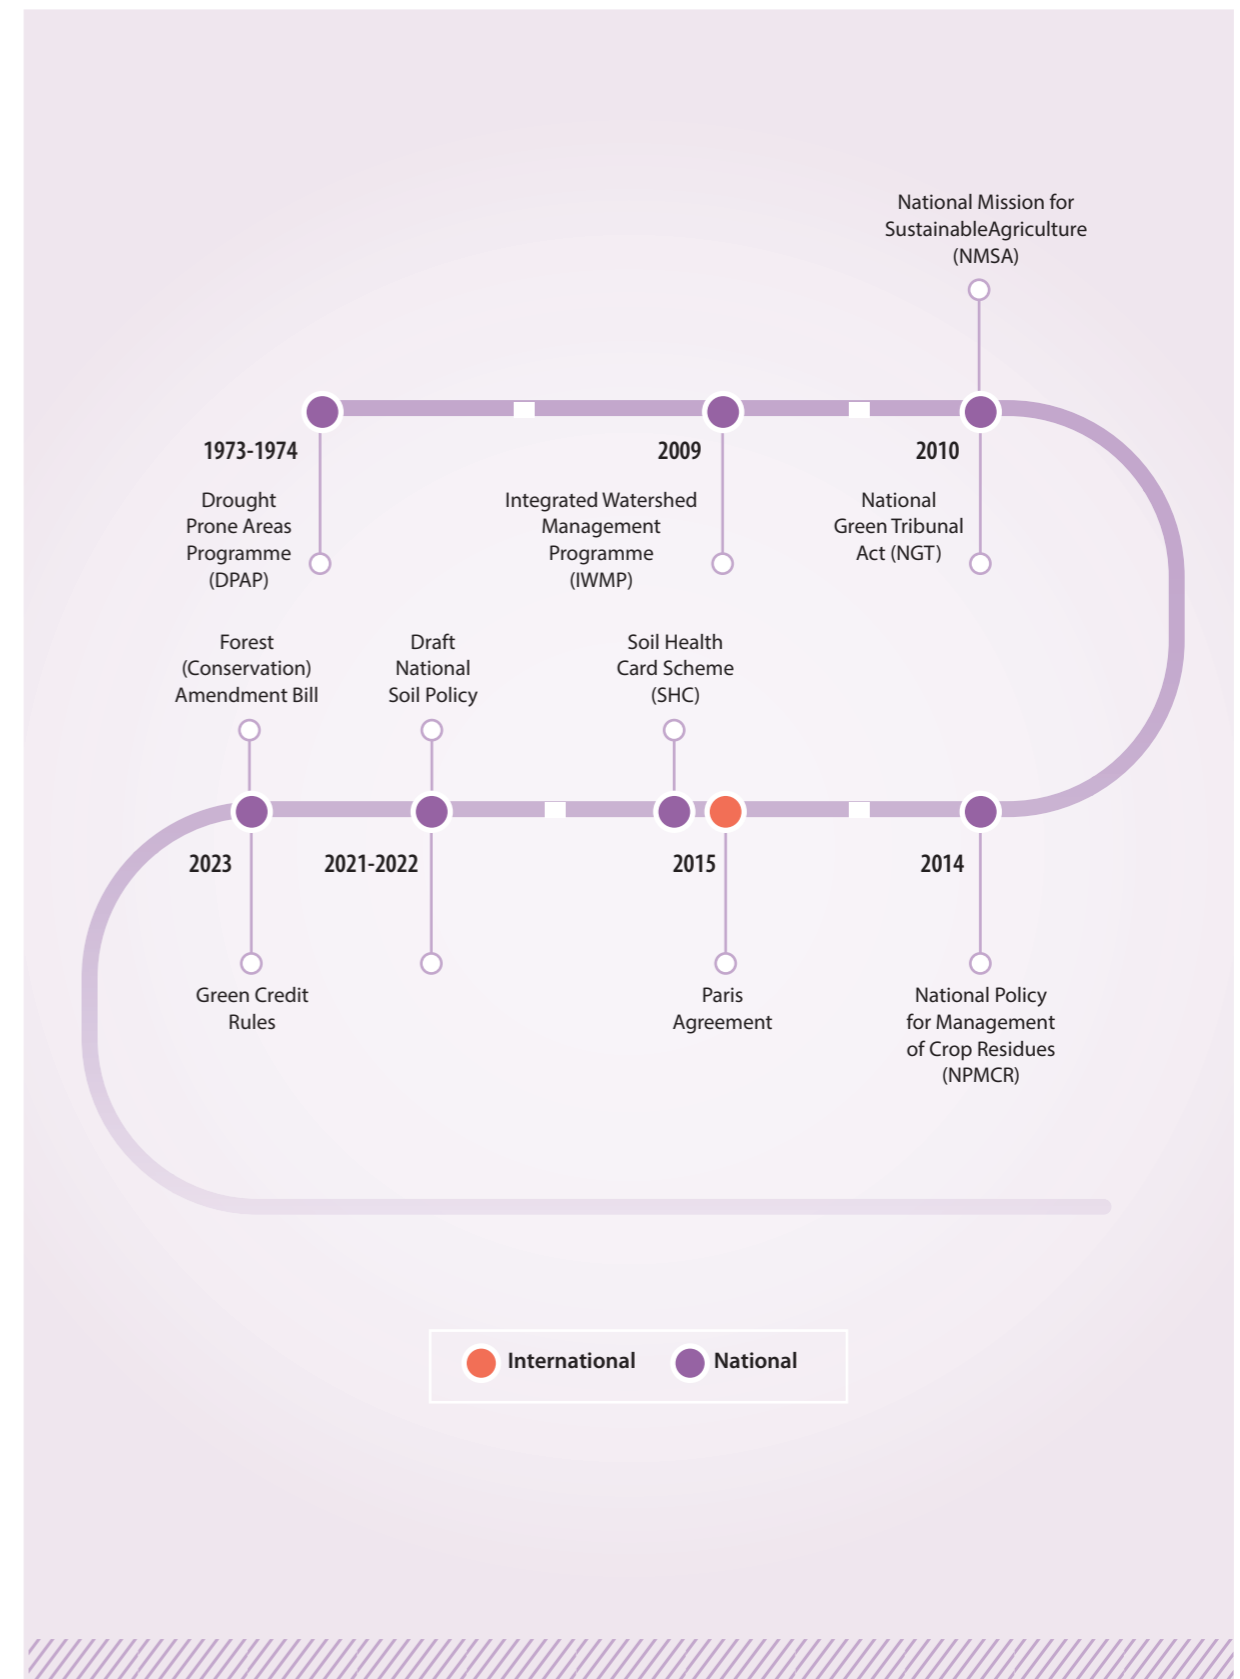 National Mission for
SustainableAgriculture
(NMSA)
1973-1974
Drought
Prone Areas
Programme
(DPAP)
2009
Integrated Watershed
Management
Programme
(IWMP)
2010
National
Green Tribunal
Act (NGT)
Forest
(Conservation)
Amendment Bill
Draft
National
Soil Policy
Soil Health
Card Scheme
(SHC)
2023
2021-2022
2015
2014
Green Credit
Rules
Paris
Agreement
National Policy
for Management
of Crop Residues
(NPMCR)
International
National